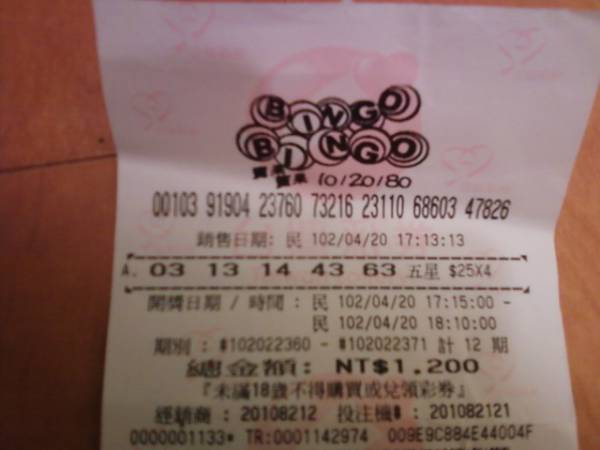 BINGO
BINGO
賓果
賓果 10/20/80
00103 91904 23760 73216 23110 68603 47826
銷售日期: 民 102/04/20 17:13:13
A. 03 13 14 43 63 五星 $25X4
開獎日期 / 時間 : 民 102/04/20 17:15:00 -
民 102/04/20 18:10:00
期別 : #102022360 - #102022371 計 12 期
總金額: NT$1,200
『未滿18歲不得購買或兌領彩券』
經銷商 : 20108212 投注機# : 201082121
0000001133* TR:0001142974 009E9C884E44004F